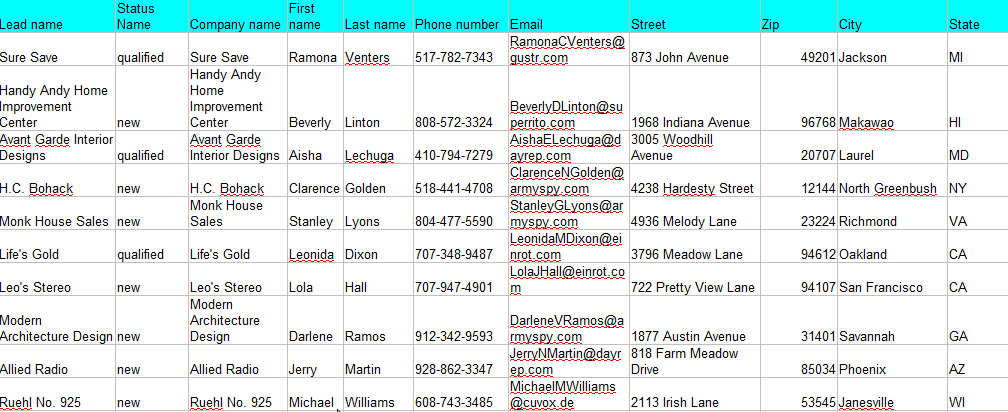 Lead name Status Name Company name First name Last name Phone number Email Street Zip City State
Sure Save qualified Sure Save Ramona Venters 517-782-7343 RamonaCVenters@gustr.com 873 John Avenue 49201 Jackson MI
Handy Andy Home Improvement Center new Handy Andy Home Improvement Center Beverly Linton 808-572-3324 BeverlyDLinton@superrito.com 1968 Indiana Avenue 96768 Makawao HI
Avant Garde Interior Designs qualified Avant Garde Interior Designs Aisha Lechuga 410-794-7279 AishaELechuga@dayrep.com 3005 Woodhill Avenue 20707 Laurel MD
H.C. Bohack new H.C. Bohack Clarence Golden 518-441-4708 ClarenceNGolden@armyspy.com 4238 Hardesty Street 12144 North Greenbush NY
Monk House Sales new Monk House Sales Stanley Lyons 804-477-5590 StanleyGLyons@armyspy.com 4936 Melody Lane 23224 Richmond VA
Life's Gold qualified Life's Gold Leonida Dixon 707-348-9487 LeonidaMDixon@einrot.com 3796 Meadow Lane 94612 Oakland CA
Leo's Stereo new Leo's Stereo Lola Hall 707-947-4901 LolaJHall@einrot.com 722 Pretty View Lane 94107 San Francisco CA
Modern Architecture Design new Modern Architecture Design Darlene Ramos 912-342-9593 DarleneVRamos@armyspy.com 1877 Austin Avenue 31401 Savannah GA
Allied Radio new Allied Radio Jerry Martin 928-862-3347 JerryNMartin@dayrep.com 818 Farm Meadow Drive 85034 Phoenix AZ
Ruehl No. 925 new Ruehl No. 925 Michael Williams 608-743-3485 MichaelMWilliams@cuvox.de 2113 Irish Lane 53545 Janesville WI